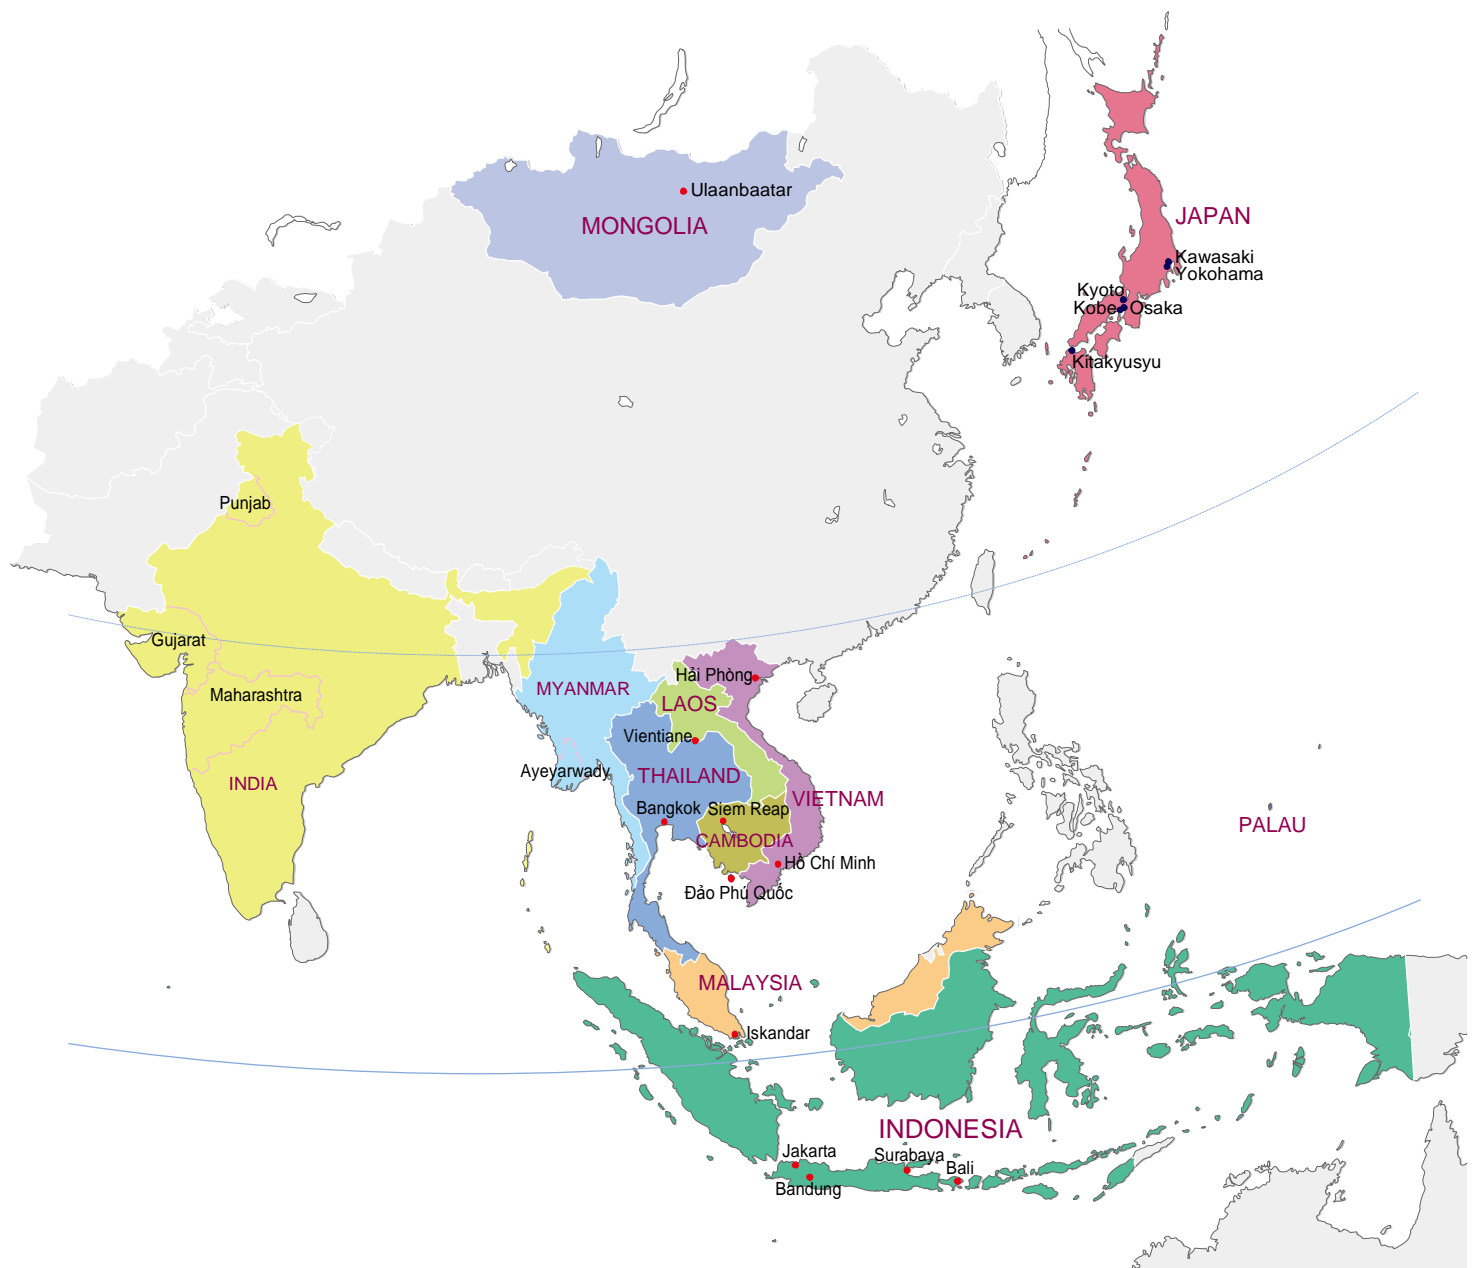 Ulaanbaatar
MONGOLIA
JAPAN
Kawasaki
Yokohama
Kyoto
Kobe
Osaka
Kitakyusyu
Punjab
Gujarat
Maharashtra
INDIA
MYANMAR
Ayeyarwady
Hải Phòng
LAOS
Vientiane
THAILAND
VIETNAM
Bangkok
Siem Reap
CAMBODIA
Hồ Chí Minh
Đảo Phú Quốc
PALAU
MALAYSIA
Iskandar
INDONESIA
Jakarta
Surabaya
Bali
Bandung